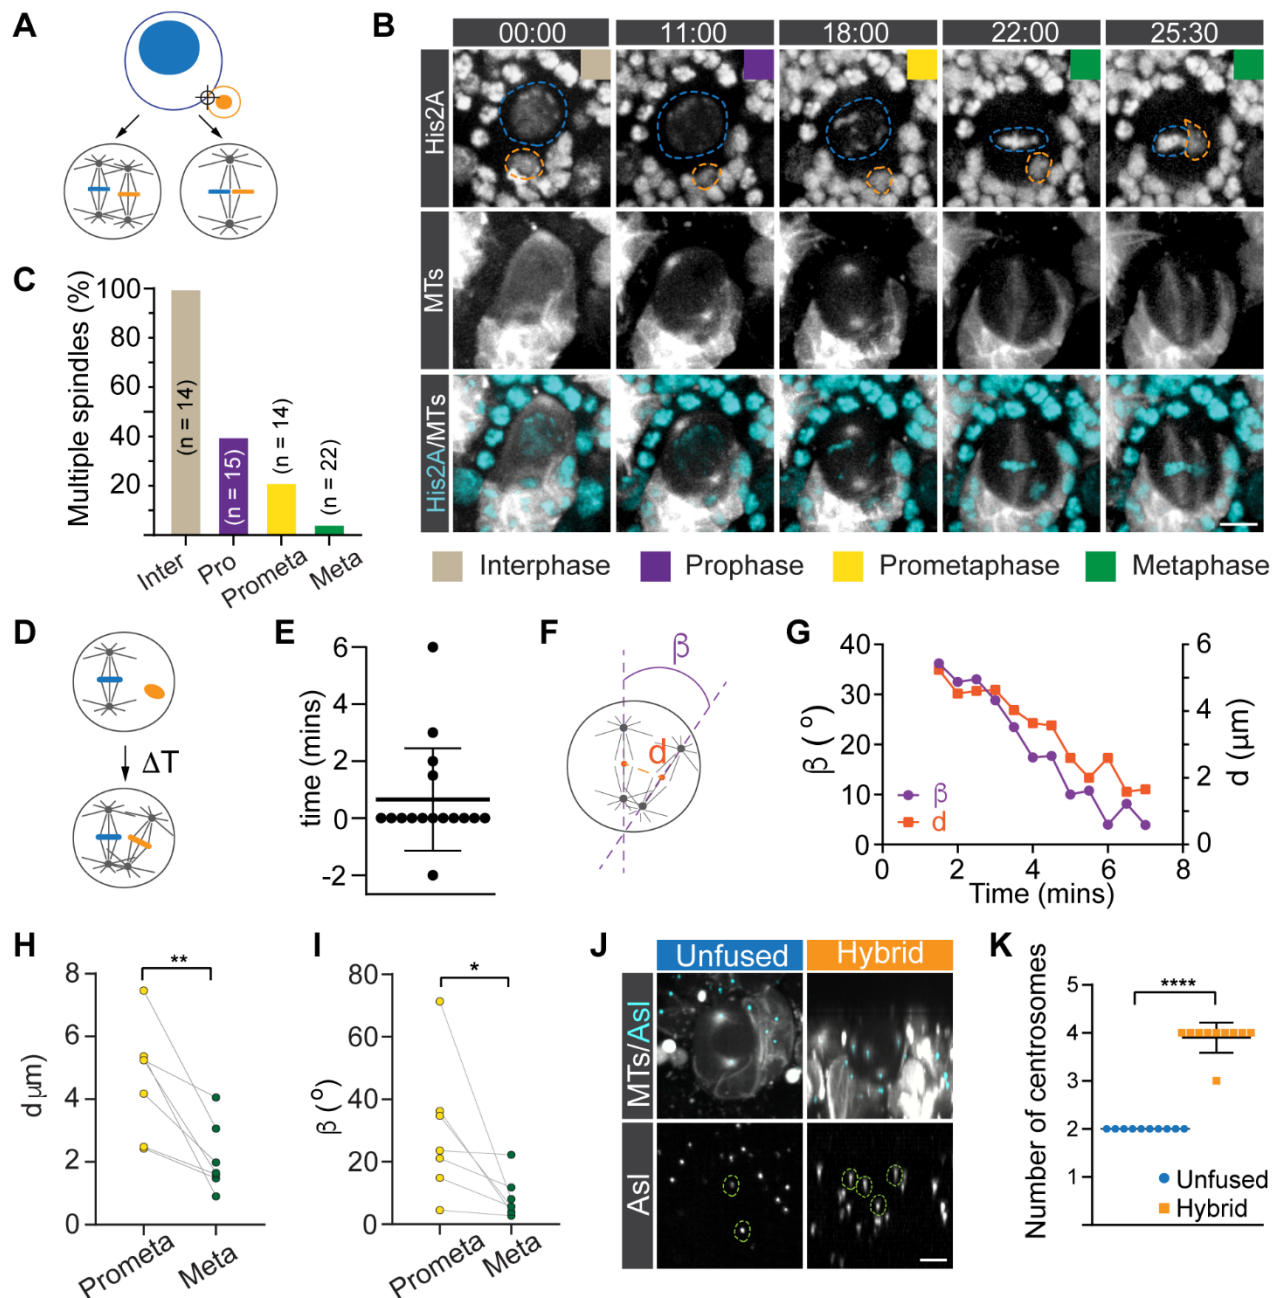 A
B
00:00
11:00
18:00
22:00
25:30
His2A
MTs
His2A/MTs
Interphase
Prophase
Prometaphase
Metaphase
C
Multiple spindles (%)
100
80
60
40
20
(n = 14)
(n = 15)
(n = 14)
(n = 22)
Inter
Pro
Prometa
Meta
D
ΔT
E
time (mins)
6
4
2
0
-2
F
β
d
G
β ( °)
40
30
20
10
0
β
d
0
2
4
6
8
Time (mins)
6
4
2
0
d (μm)
H
**
d μm
8
6
4
2
0
Prometa
Meta
I
*
β ( °)
80
60
40
20
0
Prometa
Meta
J
Unfused
Hybrid
MTs/Asl
Asl
K
Number of centrosomes
5
4
3
2
1
****
Unfused
Hybrid